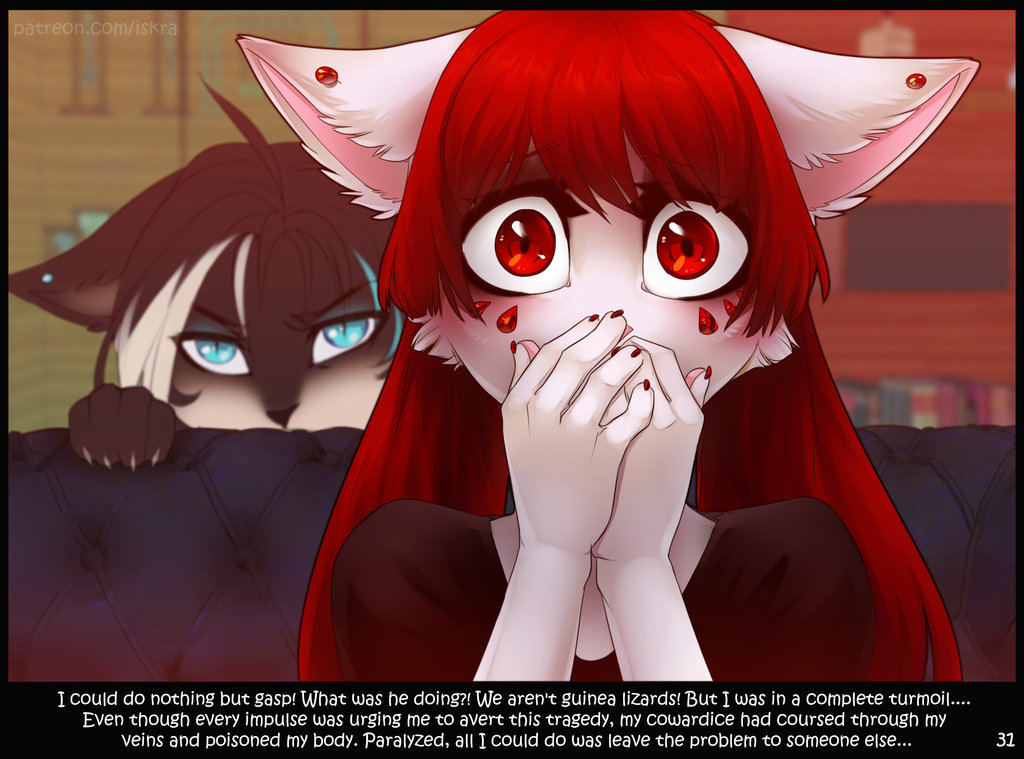 patreon.com/iskra
I could do nothing but gasp! What was he doing?! We aren't guinea lizards! But I was in a complete turmoil....
Even though every impulse was urging me to avert this tragedy, my cowardice had coursed through my
veins and poisoned my body. Paralyzed, all I could do was leave the problem to someone else...
31